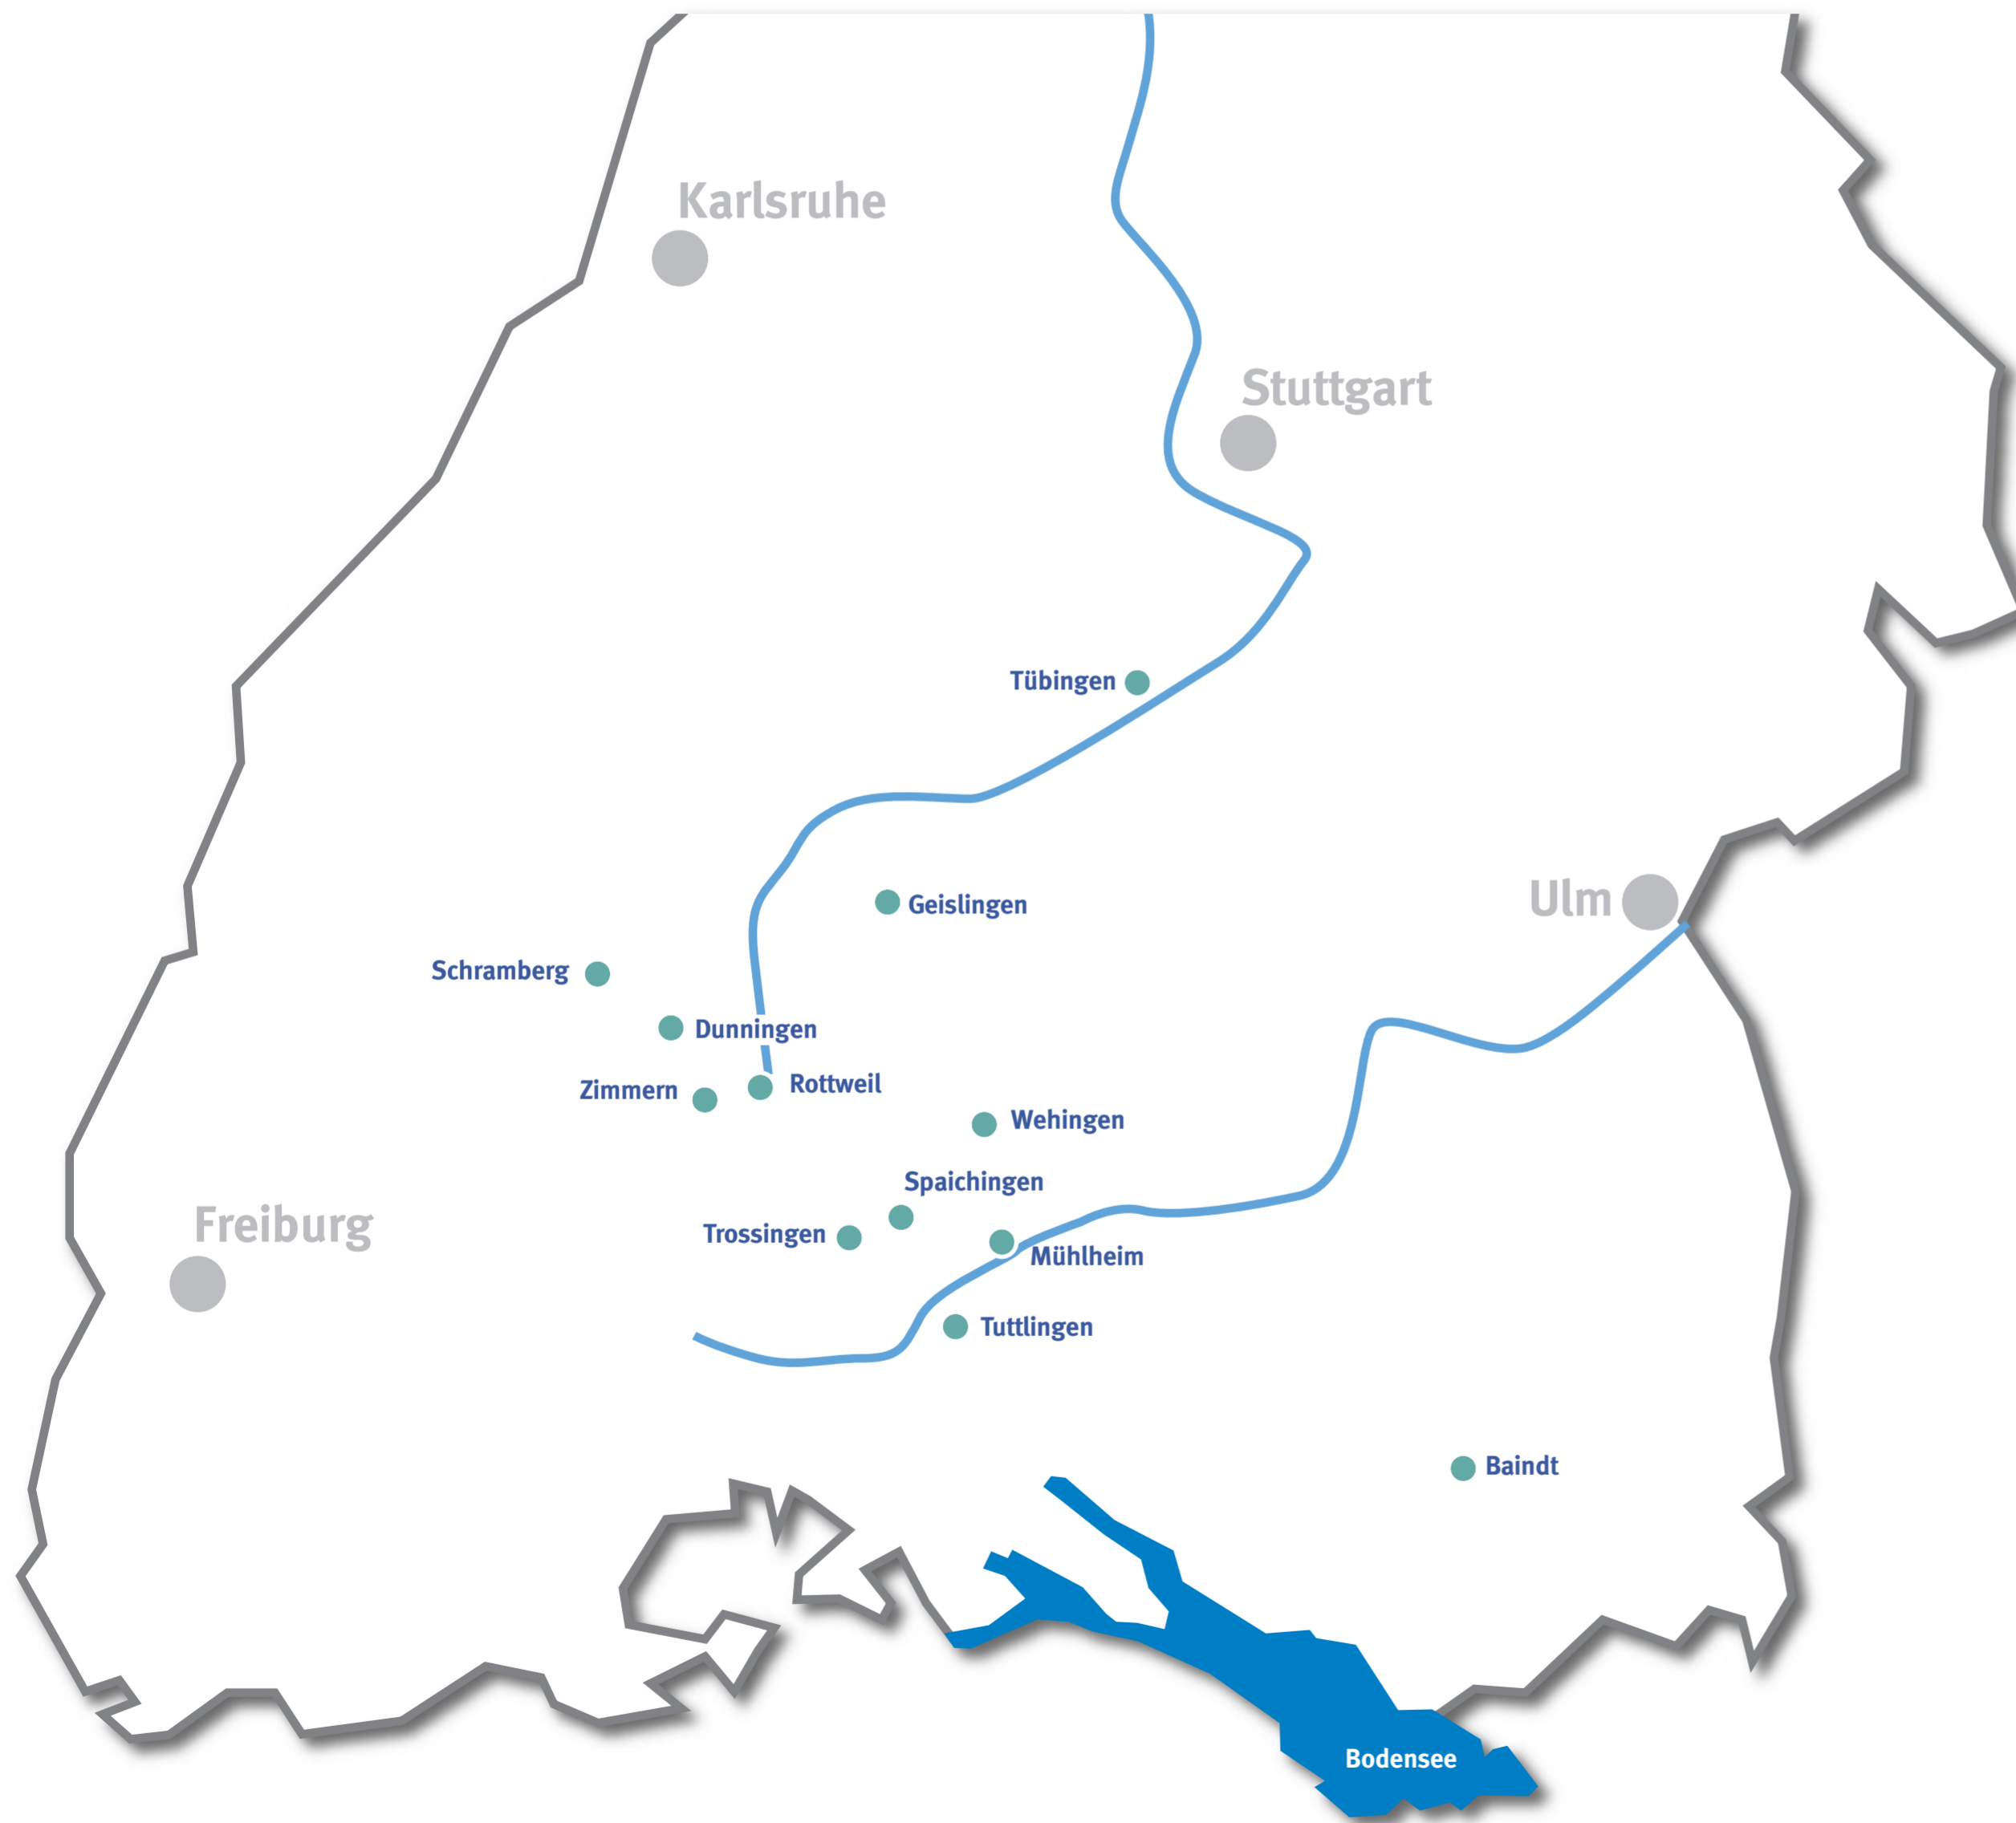 Karlsruhe
Stuttgart
Tübingen
Ulm
Geislingen
Schramberg
Dunningen
Rottweil
Zimmern
Wehingen
Spaichingen
Freiburg
Trossingen
Mühlheim
Tuttlingen
Baindt
Bodensee